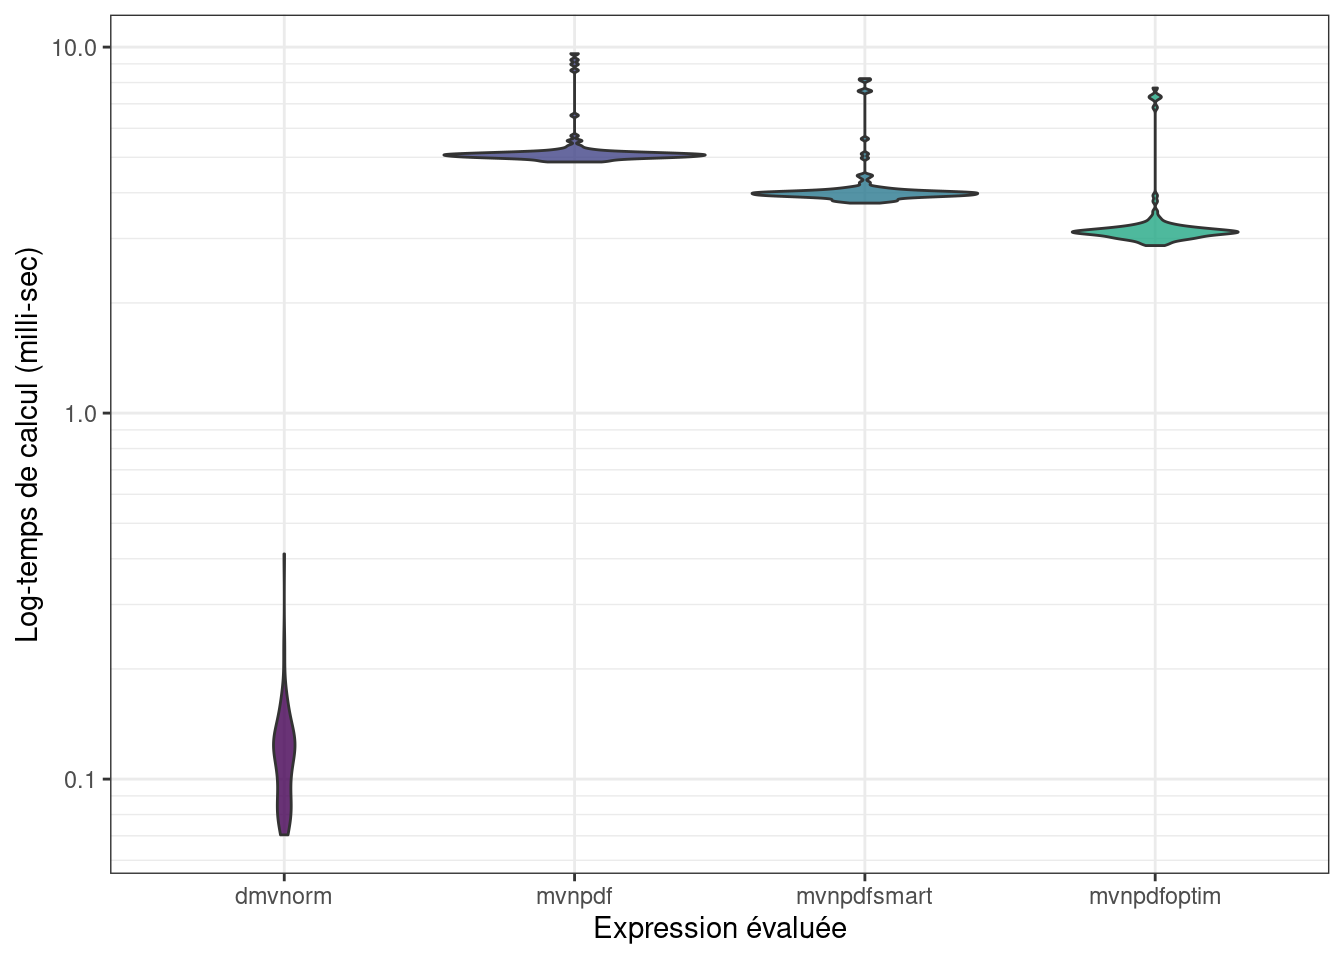 Log-temps de calcul (milli-sec)
10.0
1.0
0.1
dmvnorm mvnpdf mvnpdfsmart mvnpdfoptim
Expression évaluée